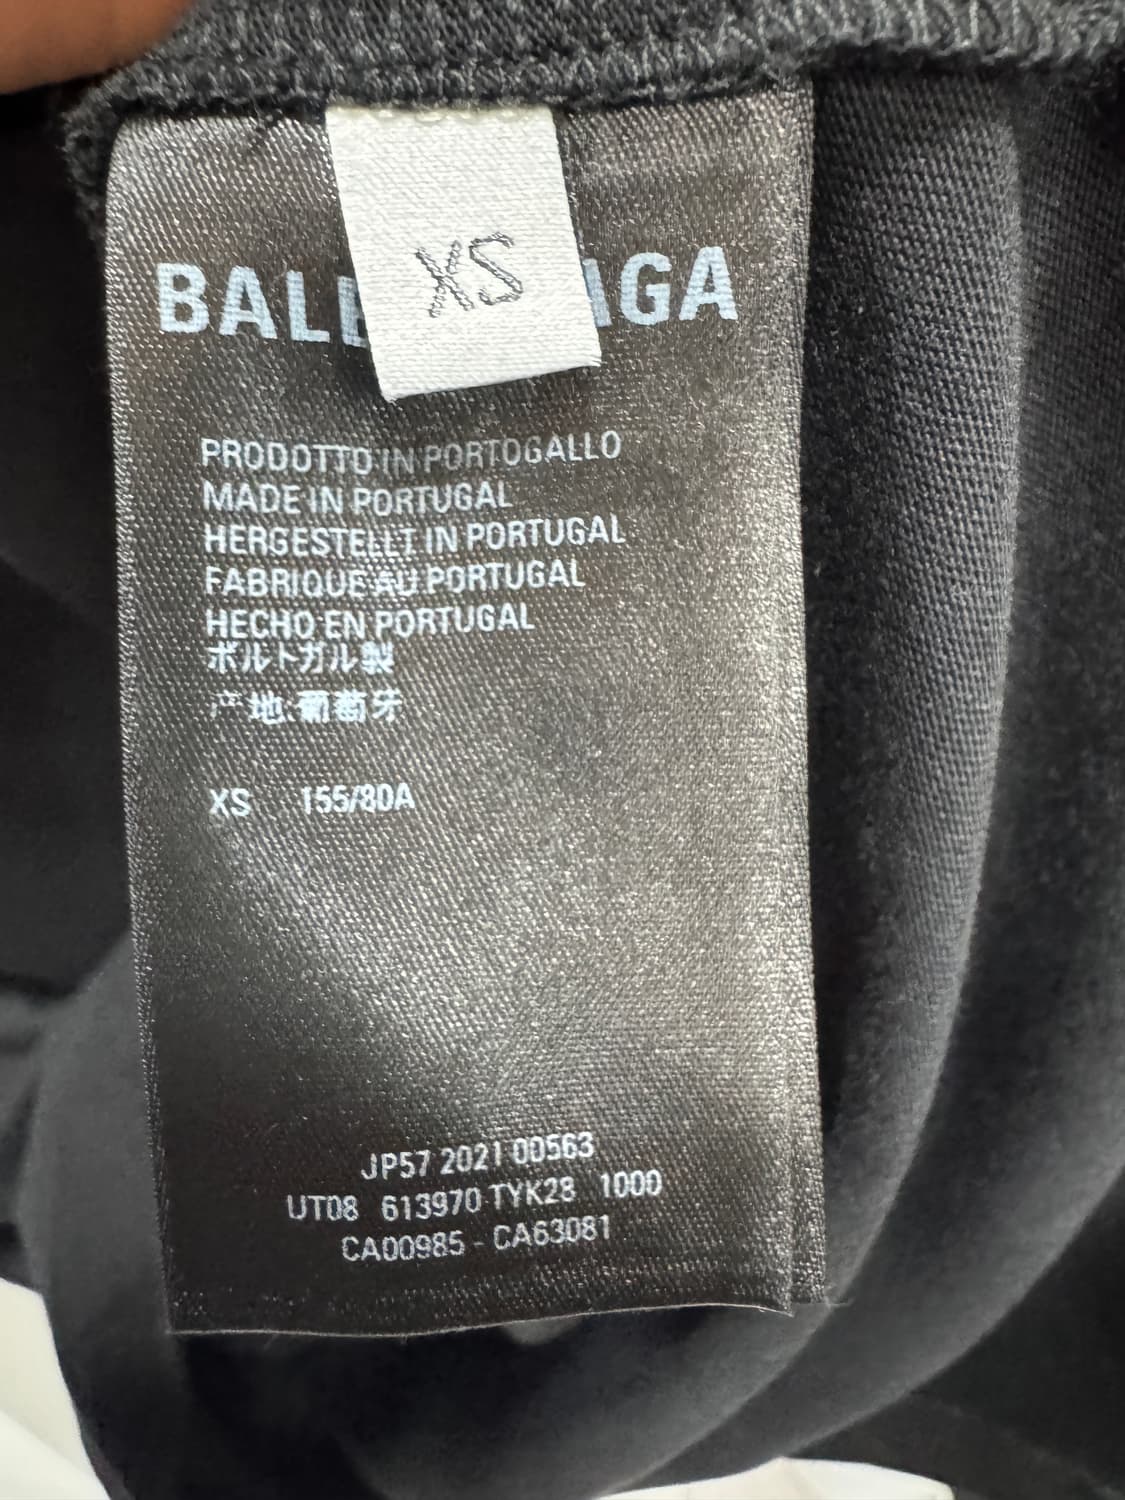 XS
BALE AGA
PRODOTTO IN PORTOGALLO
MADE IN PORTUGAL
HERGESTELLT IN PORTUGAL
FABRIQUE AU PORTUGAL
HECHO EN PORTUGAL
ポルトガル製
产地:葡萄牙
XS 155/80A
JP57 2021 00563
UT08 613970 TYK28 1000
CA00985 - CA63081